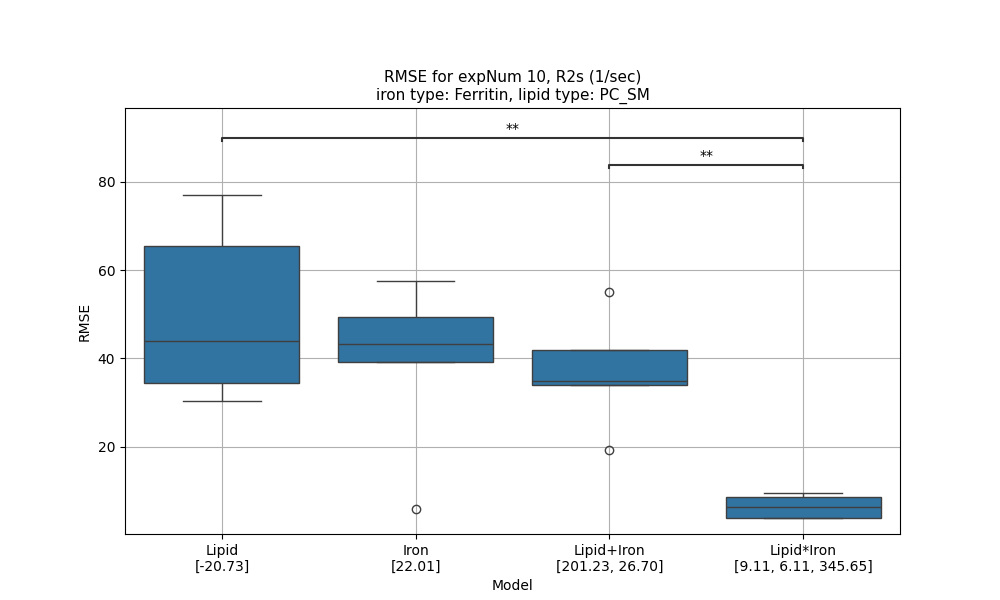 RMSE for expNum 10, R2s (1/sec)
iron type: Ferritin, lipid type: PC_SM
**
**
80
60
40
20
RMSE
Lipid
[-20.73]
Iron
[22.01]
Lipid+Iron
[201.23, 26.70]
Lipid*Iron
[9.11, 6.11, 345.65]
Model